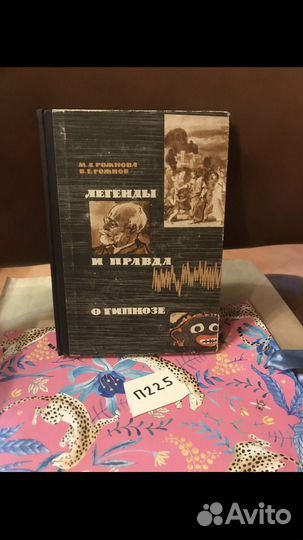 М.А.РОЖНОВА
В.Е.РОЖНОВ
ЛЕГЕНДЫ
И ПРАВДА
О ГИПНОЗЕ
П225
Avito